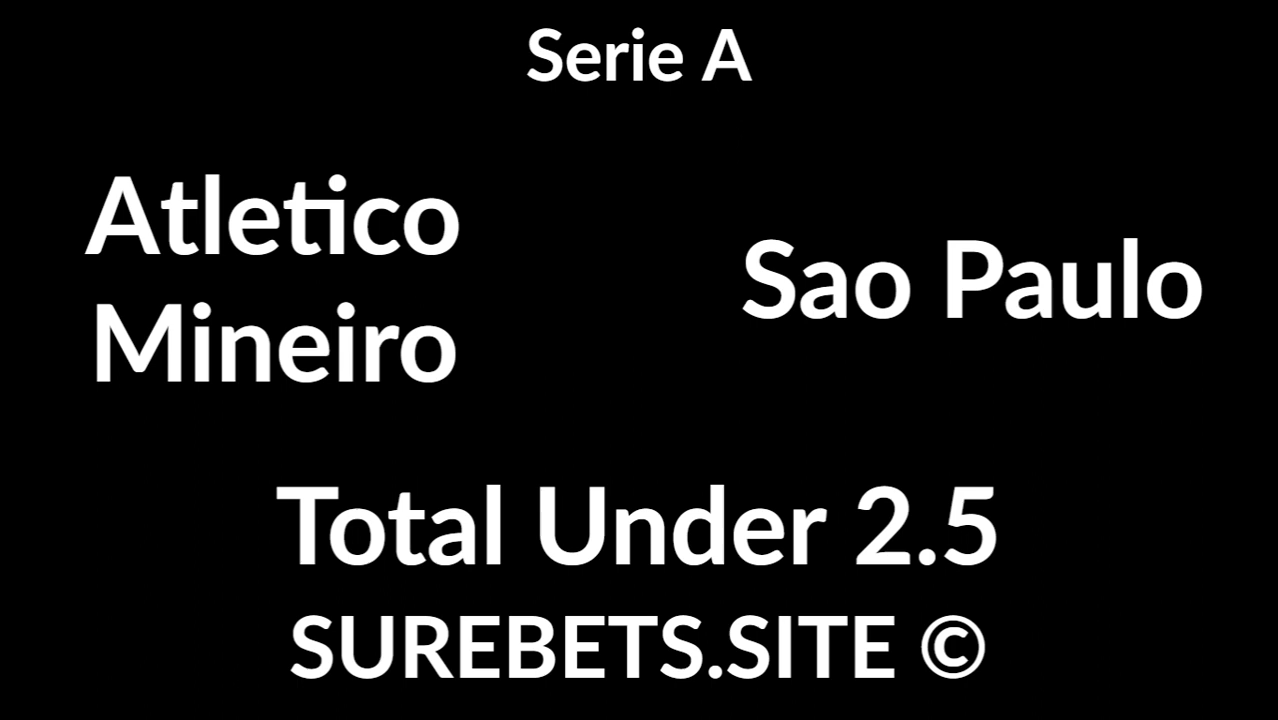 Serie A
Atletico
Mineiro
Sao Paulo
Total Under 2.5
SUREBETS.SITE ©